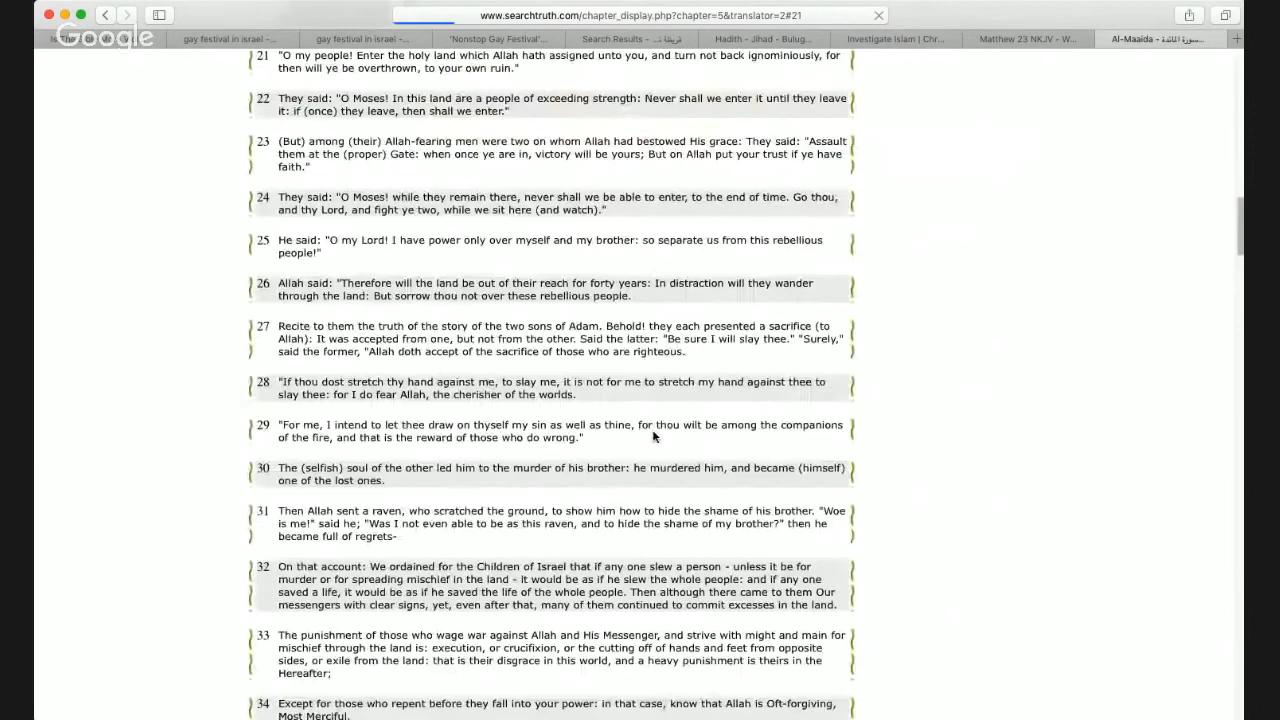 www.searchtruth.com/chapter_display.php?chapter=5&translator=2#21
Google
gay festival in israel -...
gay festival in israel -...
'Nonstop Gay Festival'...
Search Results -
Hadith - Jihad - Bulug...
Investigate Islam | Chr...
Matthew 23 NKJV - W...
Al-Maaida - سورة المائدة...
21 "O my people! Enter the holy land which Allah hath assigned unto you, and turn not back ignominiously, for
then will ye be overthrown, to your own ruin."
22 They said: "O Moses! In this land are a people of exceeding strength: Never shall we enter it until they leave
it: if (once) they leave, then shall we enter."
23 (But) among (their) Allah-fearing men were two on whom Allah had bestowed His grace: They said: "Assault
them at the (proper) Gate: when once ye are in, victory will be yours; But on Allah put your trust if ye have
faith."
24 They said: "O Moses! while they remain there, never shall we be able to enter, to the end of time. Go thou,
and thy Lord, and fight ye two, while we sit here (and watch)."
25 He said: "O my Lord! I have power only over myself and my brother: so separate us from this rebellious
people!"
26 Allah said: "Therefore will the land be out of their reach for forty years: In distraction will they wander
through the land: But sorrow thou not over these rebellious people.
27 Recite to them the truth of the story of the two sons of Adam. Behold! they each presented a sacrifice (to
Allah): It was accepted from one, but not from the other. Said the latter: "Be sure I will slay thee." "Surely,"
said the former, "Allah doth accept of the sacrifice of those who are righteous.
28 "If thou dost stretch thy hand against me, to slay me, it is not for me to stretch my hand against thee to
slay thee: for I do fear Allah, the cherisher of the worlds.
29 "For me, I intend to let thee draw on thyself my sin as well as thine, for thou wilt be among the companions
of the fire, and that is the reward of those who do wrong."
30 The (selfish) soul of the other led him to the murder of his brother: he murdered him, and became (himself)
one of the lost ones.
31 Then Allah sent a raven, who scratched the ground, to show him how to hide the shame of his brother. "Woe
is me!" said he; "Was I not even able to be as this raven, and to hide the shame of my brother?" then he
became full of regrets-
32 On that account: We ordained for the Children of Israel that if any one slew a person - unless it be for
murder or for spreading mischief in the land - it would be as if he slew the whole people: and if any one
saved a life, it would be as if he saved the life of the whole people. Then although there came to them Our
messengers with clear signs, yet, even after that, many of them continued to commit excesses in the land.
33 The punishment of those who wage war against Allah and His Messenger, and strive with might and main for
mischief through the land is: execution, or crucifixion, or the cutting off of hands and feet from opposite
sides, or exile from the land: that is their disgrace in this world, and a heavy punishment is theirs in the
Hereafter;
34 Except for those who repent before they fall into your power: in that case, know that Allah is Oft-forgiving,
Most Merciful.